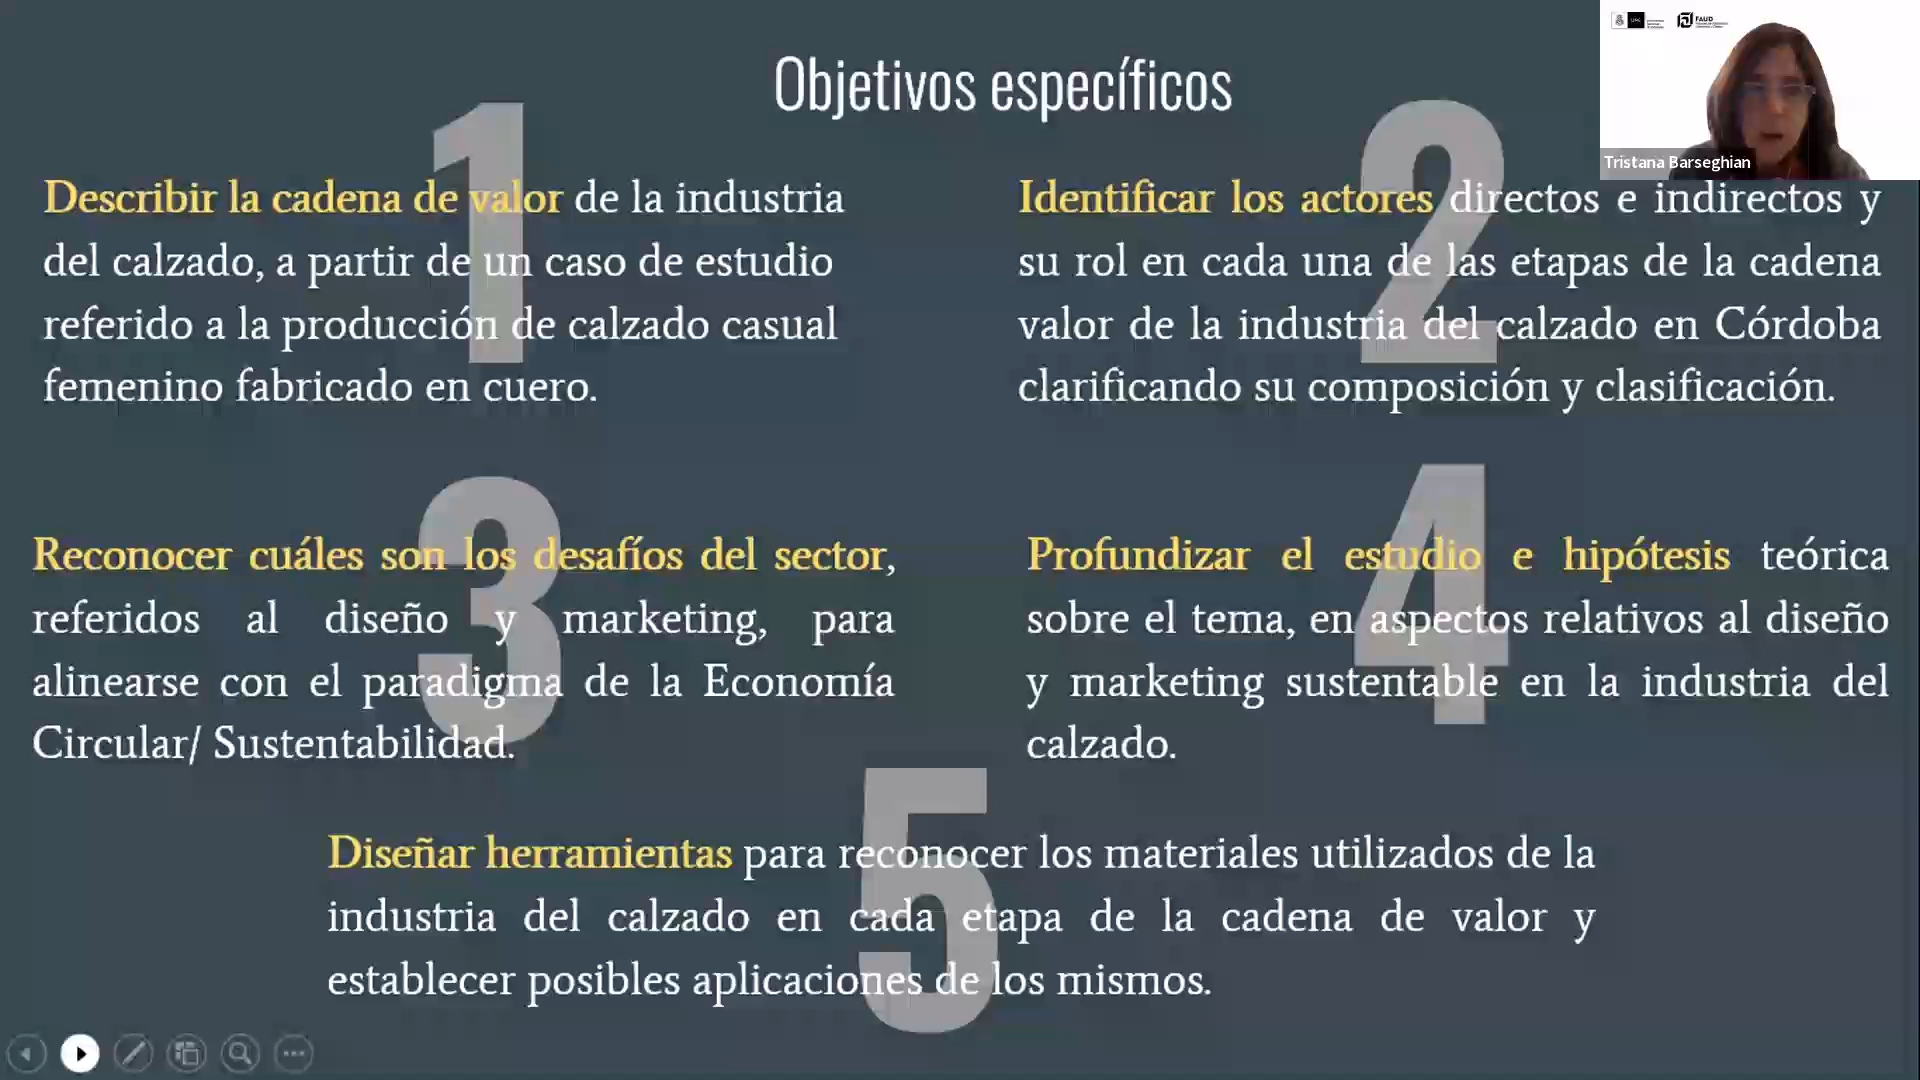 Objetivos específicos
FAUD
Tristana Barseghian
1
Describir la cadena de valor de la industria
del calzado, a partir de un caso de estudio
referido a la producción de calzado casual
femenino fabricado en cuero.
2
Identificar los actores directos e indirectos y
su rol en cada una de las etapas de la cadena
valor de la industria del calzado en Córdoba
clarificando su composición y clasificación.
3
Reconocer cuáles son los desafíos del sector,
referidos al diseño y marketing, para
alinearse con el paradigma de la Economía
Circular/ Sustentabilidad.
4
Profundizar el estudio e hipótesis teórica
sobre el tema, en aspectos relativos al diseño
y marketing sustentable en la industria del
calzado.
5
Diseñar herramientas para reconocer los materiales utilizados de la
industria del calzado en cada etapa de la cadena de valor y
establecer posibles aplicaciones de los mismos.